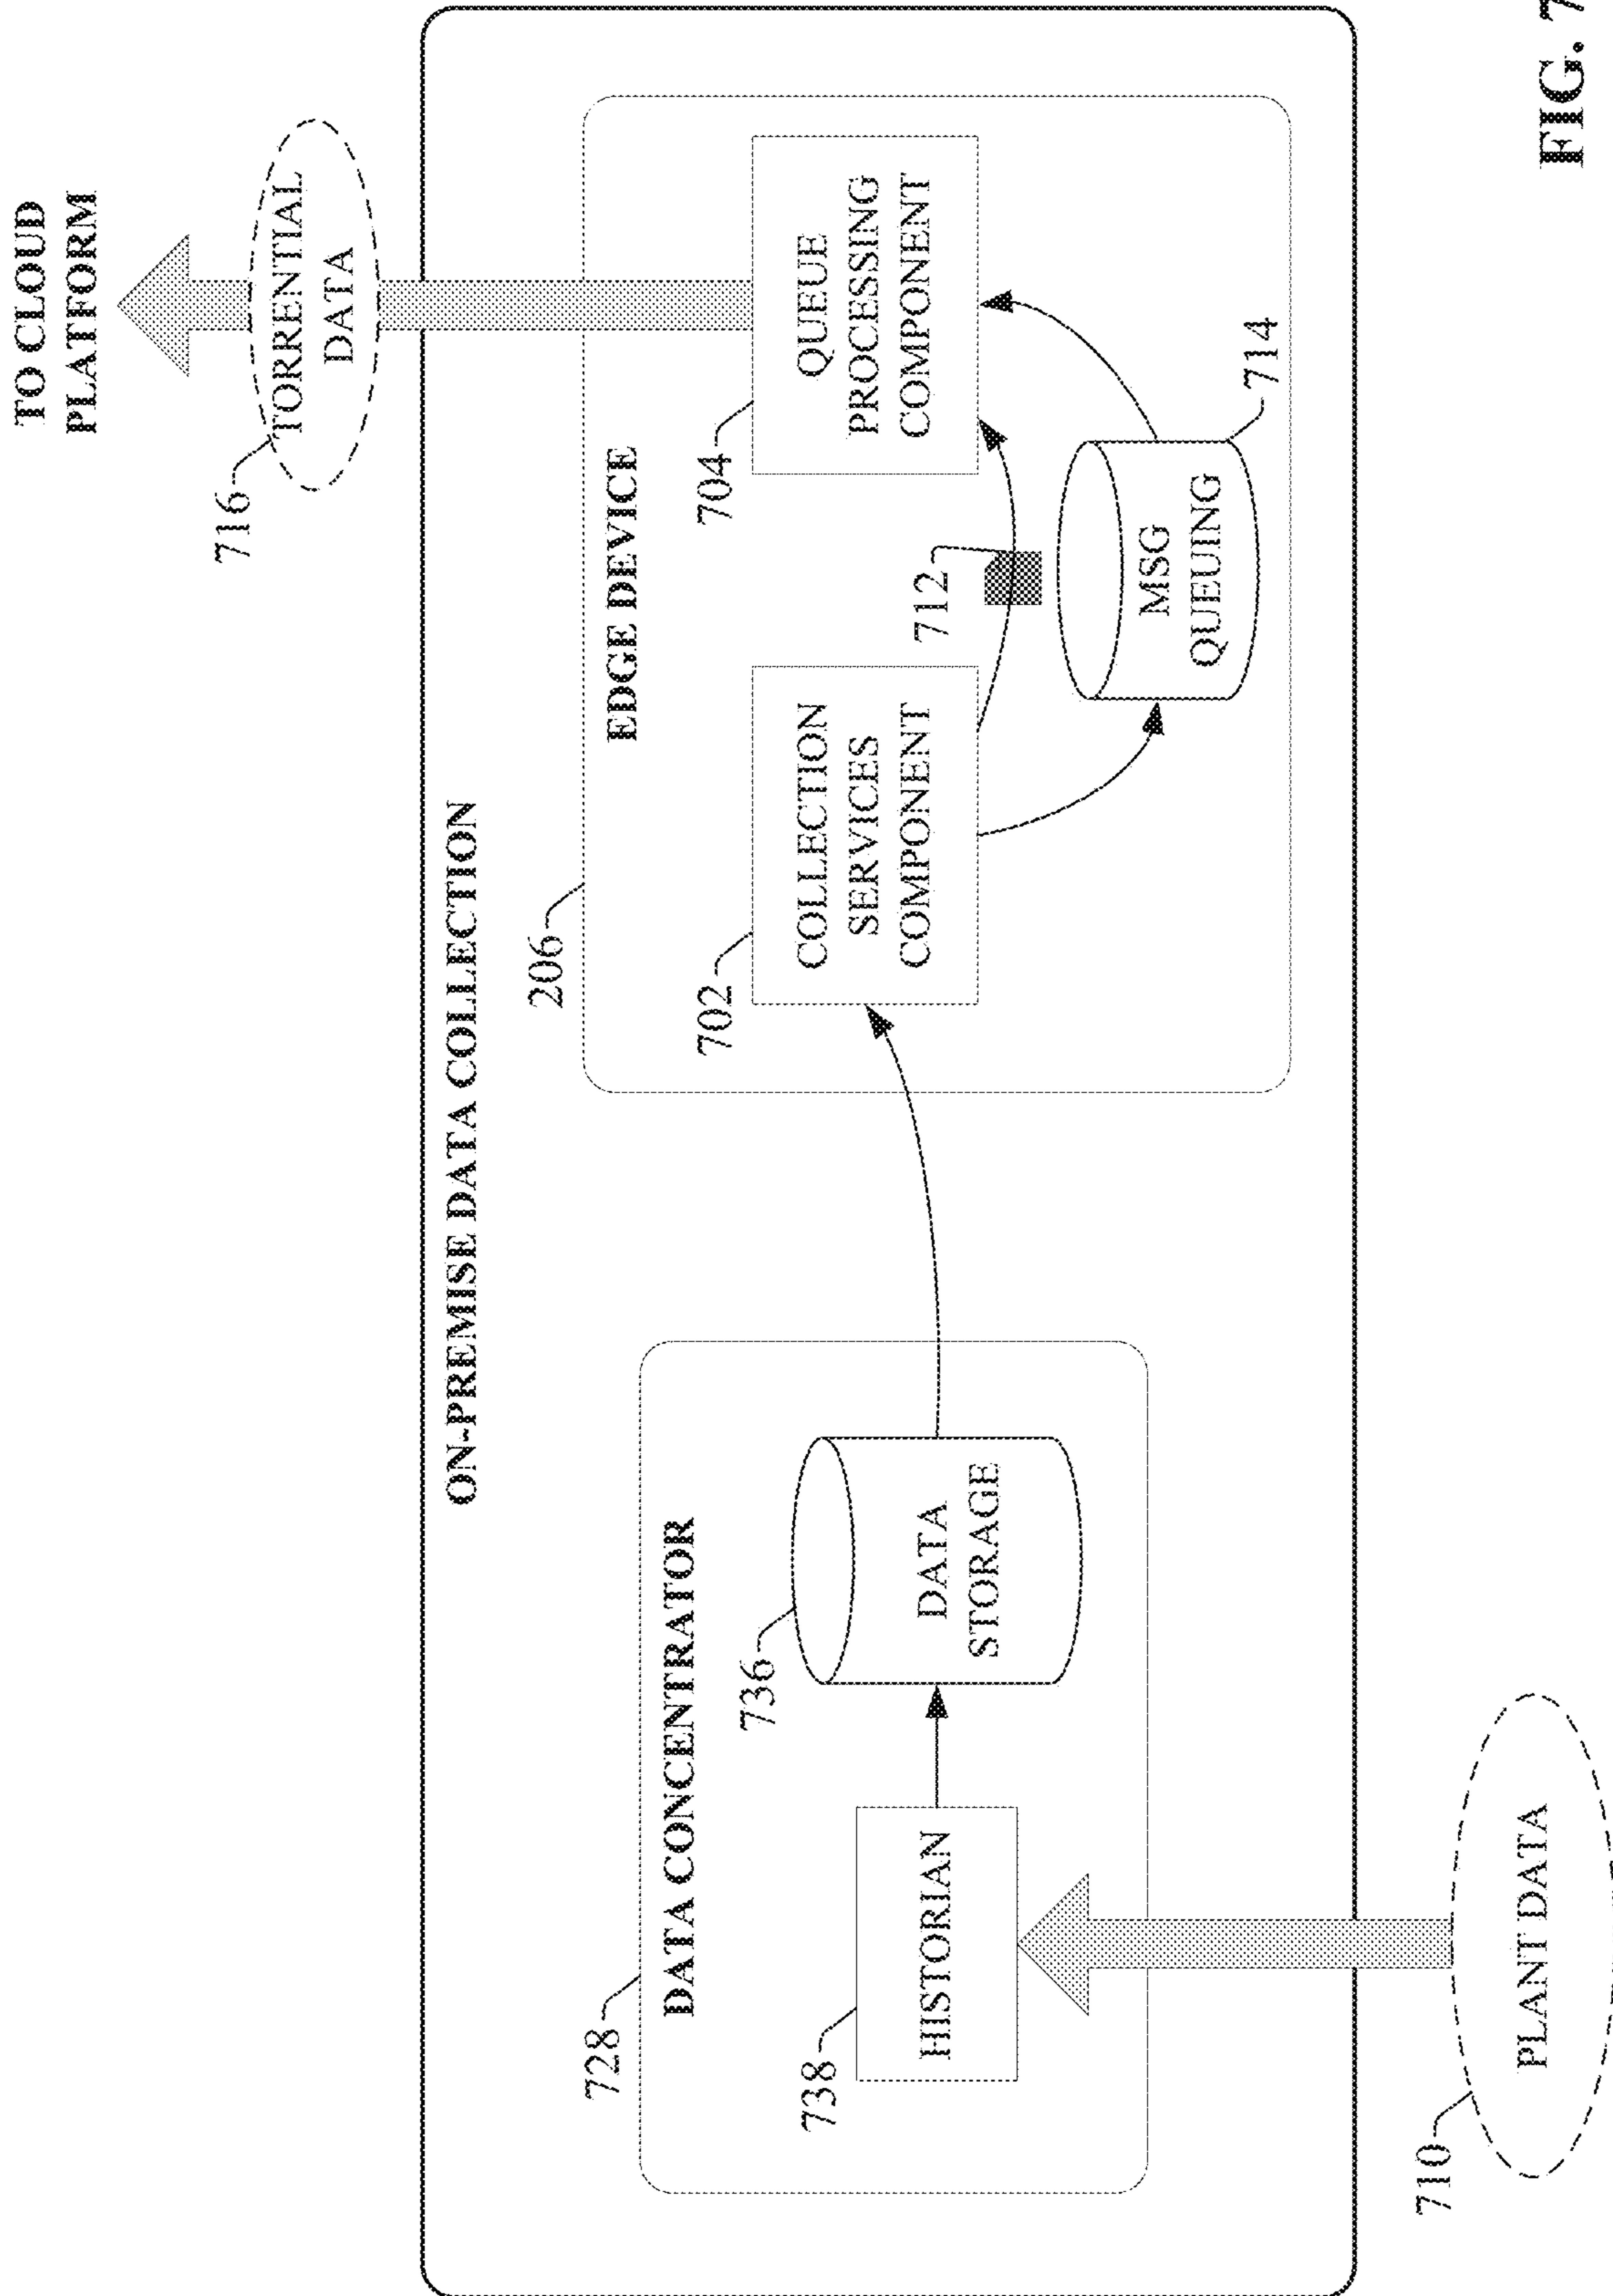 TO CLOUD
PLATFORM
716
TORRENTIAL
DATA
ON-PREMISE DATA COLLECTION
206
EDGE DEVICE
702
COLLECTION
SERVICES
COMPONENT
704
QUEUE
PROCESSING
COMPONENT
712
MSG
QUEUING
714
728
DATA CONCENTRATOR
738
HISTORIAN
736
DATA
STORAGE
710
PLANT DATA
FIG. 7